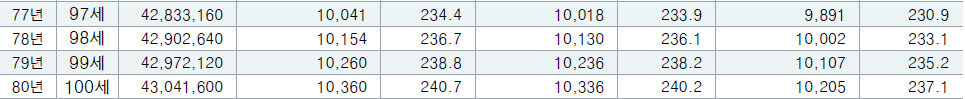 77년 97세 42,833,160 10,041 234.4 10,018 233.9 9,891 230.9
78년 98세 42,902,640 10,154 236.7 10,130 236.1 10,002 233.1
79년 99세 42,972,120 10,260 238.8 10,236 238.2 10,107 235.2
80년 100세 43,041,600 10,360 240.7 10,336 240.2 10,205 237.1